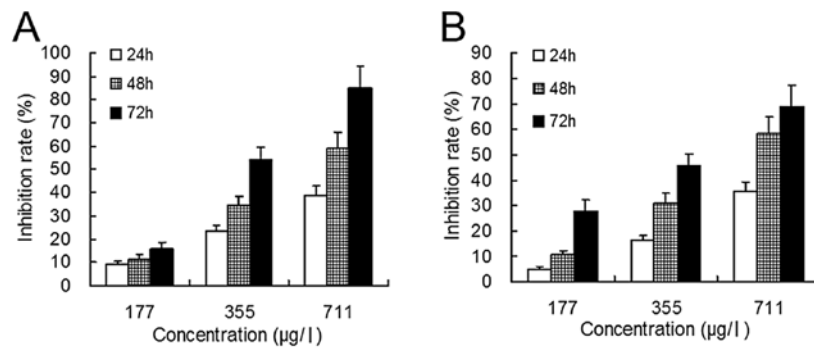 A
Inhibition rate (%)
100
90
80
70
60
50
40
30
20
10
0
24h
48h
72h
177 355 711
Concentration (µg/l)
B
Inhibition rate (%)
90
80
70
60
50
40
30
20
10
0
24h
48h
72h
177 355 711
Concentration (µg/l)